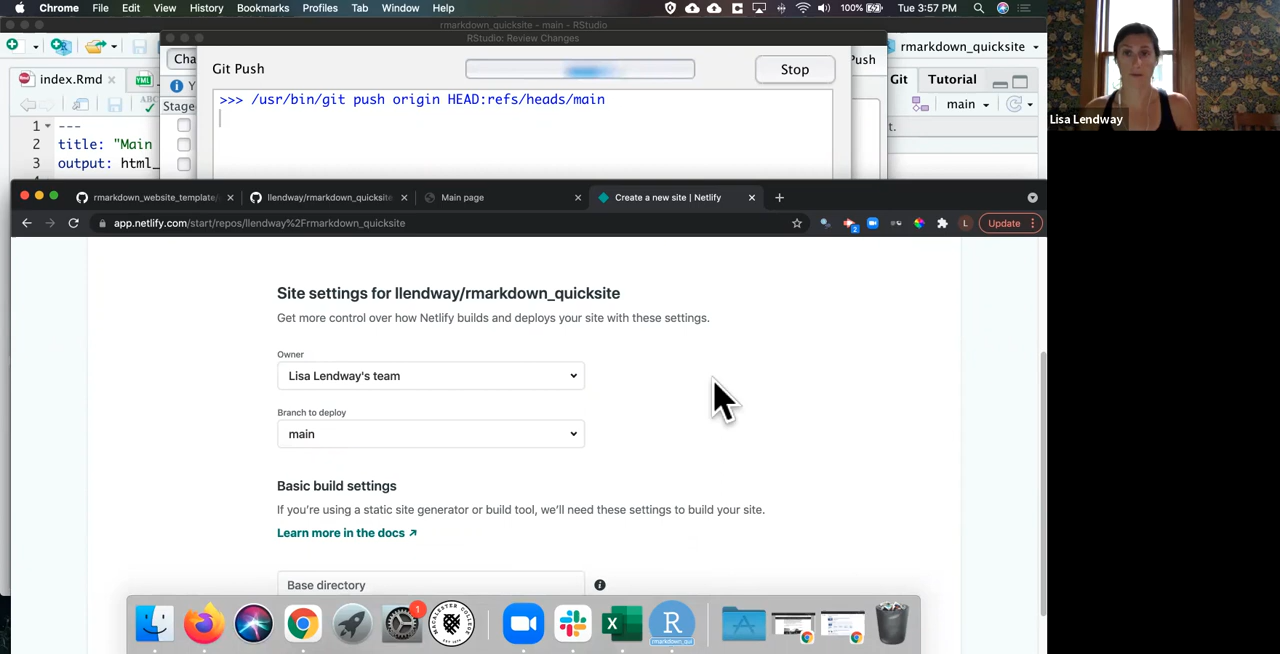 Chrome File Edit View History Bookmarks Profiles Tab Window Help 100% Tue 3:57 PM
rmarkdown_quicksite - main - RStudio
RStudio: Review Changes
rmarkdown_quicksite
Cha
Git Push
Stop
Push
index.Rmd
Git Tutorial
>>> /usr/bin/git push origin HEAD:refs/heads/main
Stage
main
ABC
Lisa Lendway
1 ---
t.
2 title: "Main
3 output: html_
rmarkdown_website_template/
llendway/rmarkdown_quicksite
Main page
Create a new site | Netlify
app.netlify.com/start/repos/llendway%2Frmarkdown_quicksite
2
L
Update
Site settings for llendway/rmarkdown_quicksite
Get more control over how Netlify builds and deploys your site with these settings.
Owner
Lisa Lendway's team
Branch to deploy
main
Basic build settings
If you're using a static site generator or build tool, we'll need these settings to build your site.
Learn more in the docs ↗
Base directory
1
R
rmarkdown_qui